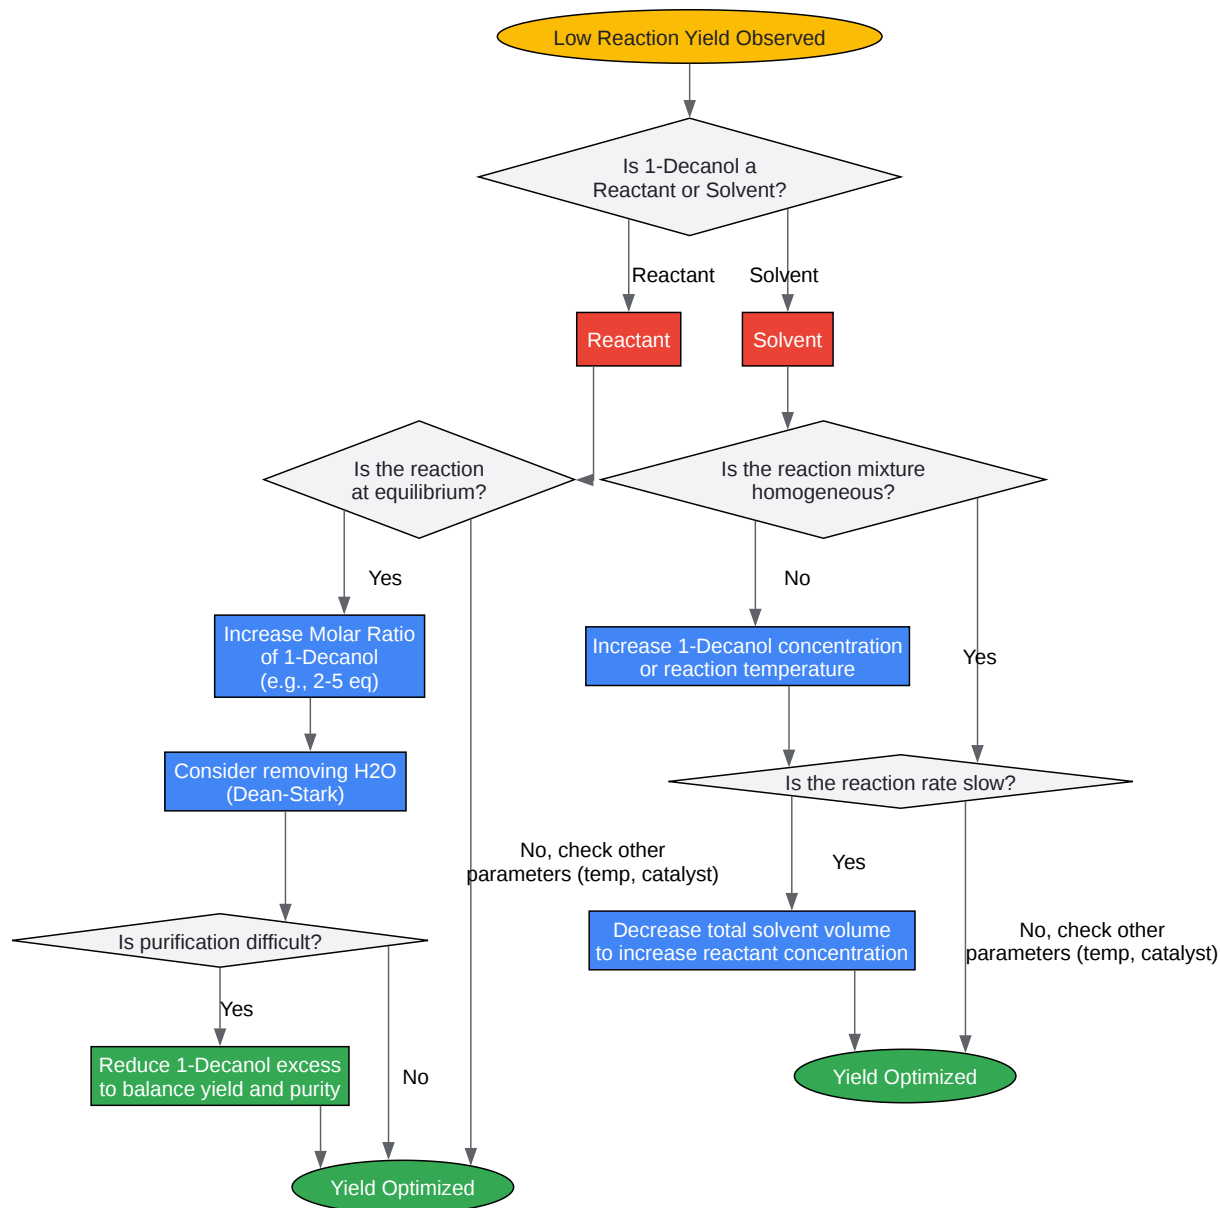 Low Reaction Yield Observed
Is 1-Decanol a
Reactant or Solvent?
Reactant
Solvent
Reactant
Solvent
Is the reaction
at equilibrium?
Is the reaction mixture
homogeneous?
Yes
No
Increase Molar Ratio
of 1-Decanol
(e.g., 2-5 eq)
Increase 1-Decanol concentration
or reaction temperature
Yes
Consider removing H2O
(Dean-Stark)
Is the reaction rate slow?
No, check other
parameters (temp, catalyst)
Yes
Is purification difficult?
Decrease total solvent volume
to increase reactant concentration
No, check other
parameters (temp, catalyst)
Yes
Reduce 1-Decanol excess
to balance yield and purity
No
Yield Optimized
Yield Optimized